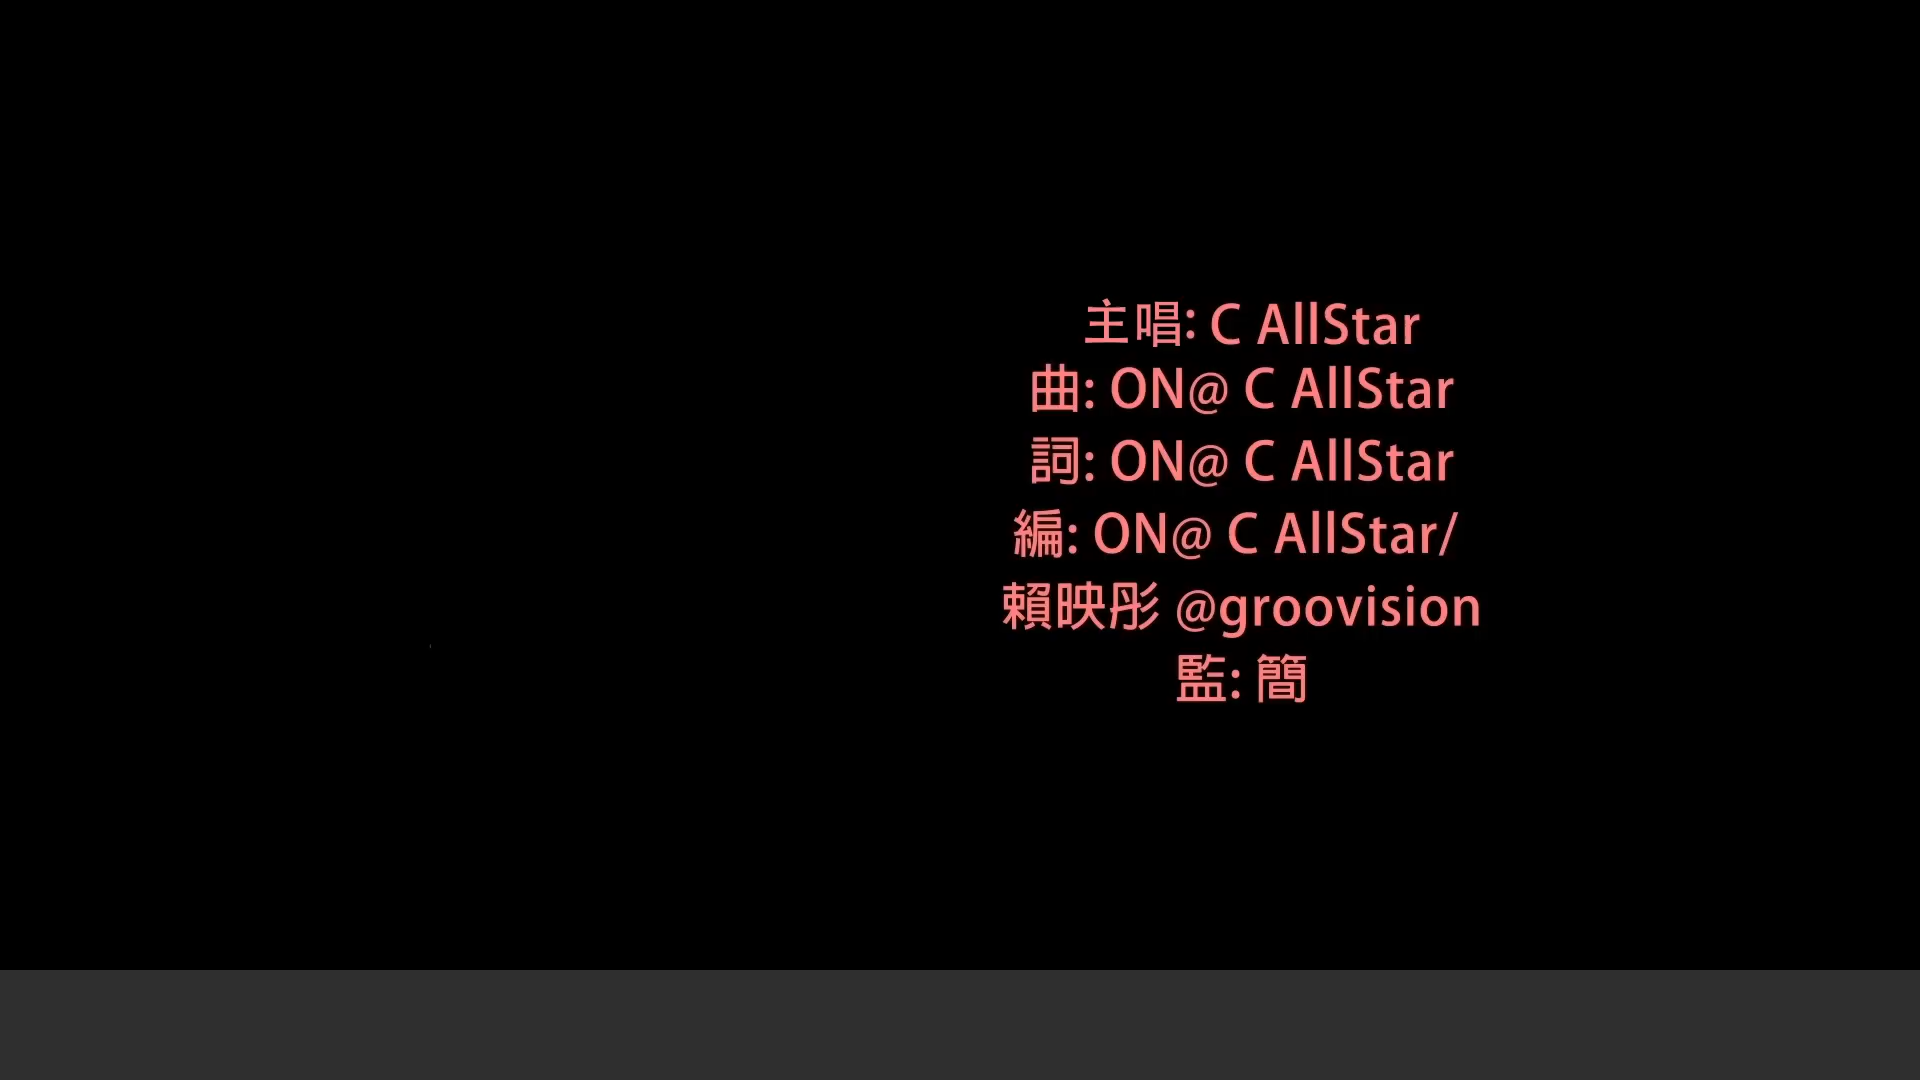 主唱: C AllStar
曲: ON@ C AllStar
詞: ON@ C AllStar
編: ON@ C AllStar/
賴映彤 @groovision
監: 簡